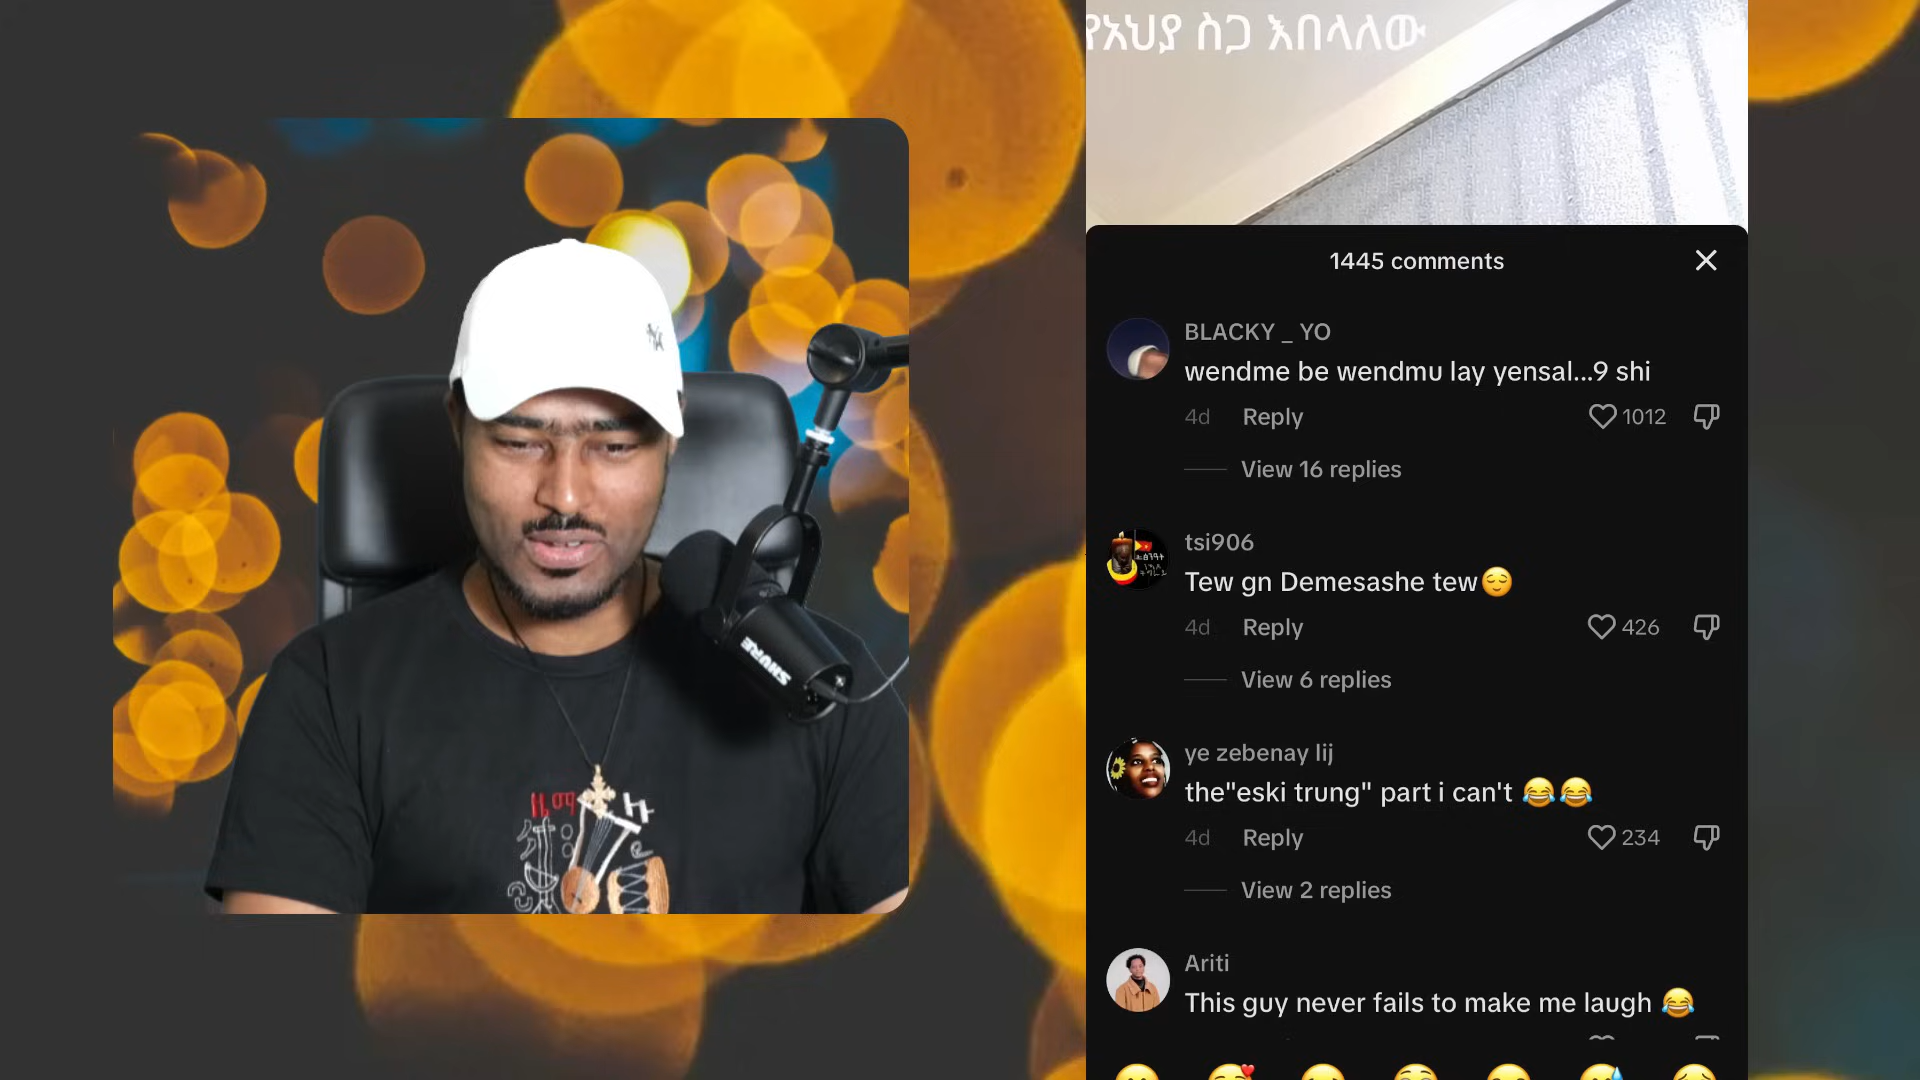 የአህያ ስጋ እበላለው
1445 comments
BLACKY _ YO
wendme be wendmu lay yensal...9 shi
4d Reply 1012
View 16 replies
tsi906
Tew gn Demesashe tew😌
4d Reply 426
View 6 replies
ye zebenay lij
the"eski trung" part i can't 😂😂
4d Reply 234
View 2 replies
Ariti
This guy never fails to make me laugh 😂
SHURE
ዜማ